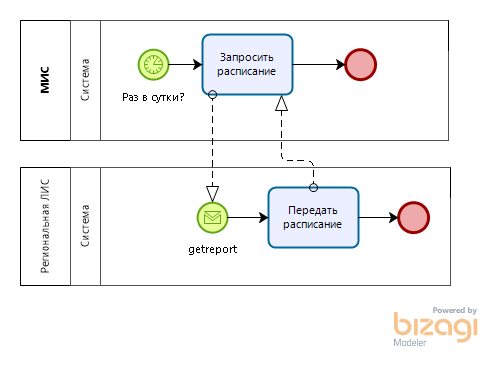 МИС
Система
Запросить
расписание
Раз в сутки?
Региональная ЛИС
Система
getreport
Передать
расписание
Powered by
bizagi
Modeler